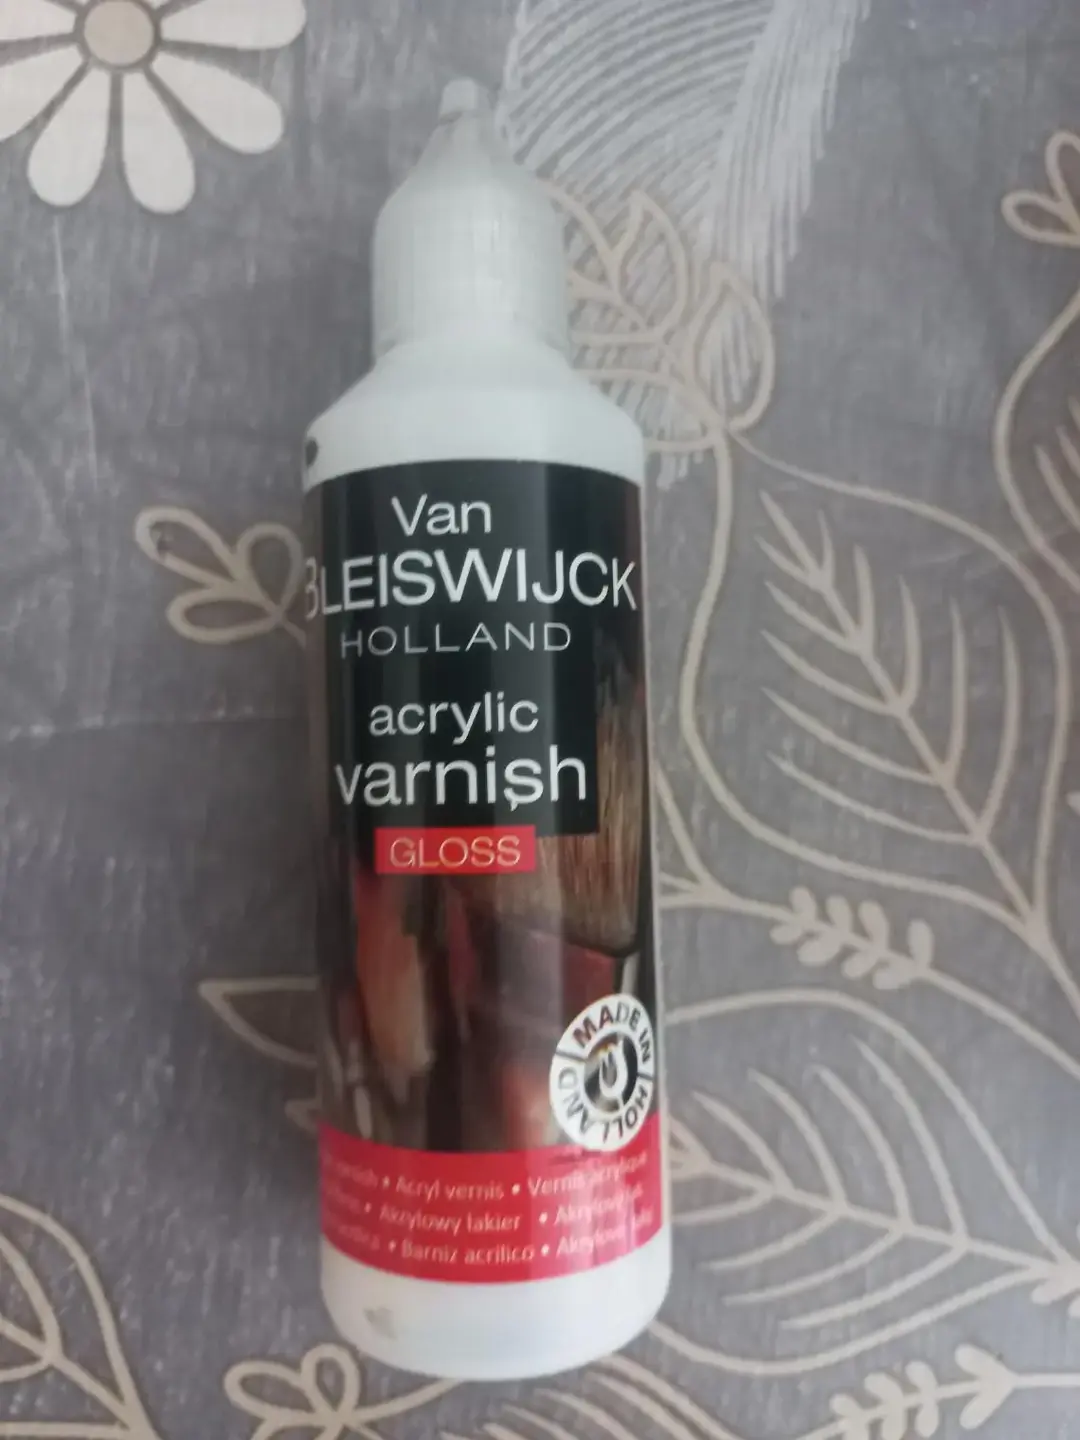 Van
BLEISWIJCK
HOLLAND
acrylic
varnish
GLOSS
MADE IN HOLLAND
• Acryl vernis • Vernis acrylique
• Akrylowy lakier •
• Barniz acrilico •